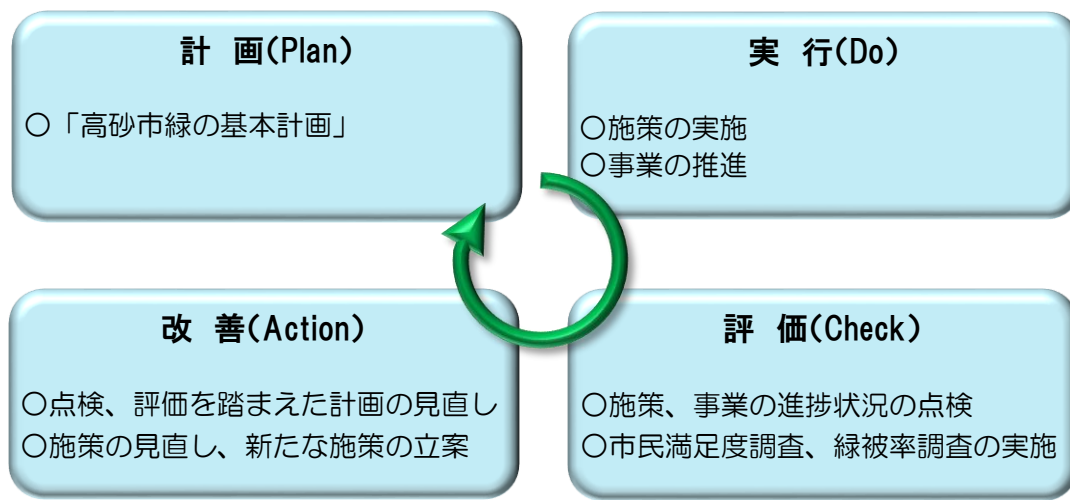 計 画(Plan)
○「高砂市緑の基本計画」
実 行(Do)
○施策の実施
○事業の推進
改 善(Action)
○点検、評価を踏まえた計画の見直し
○施策の見直し、新たな施策の立案
評 価(Check)
○施策、事業の進捗状況の点検
○市民満足度調査、緑被率調査の実施